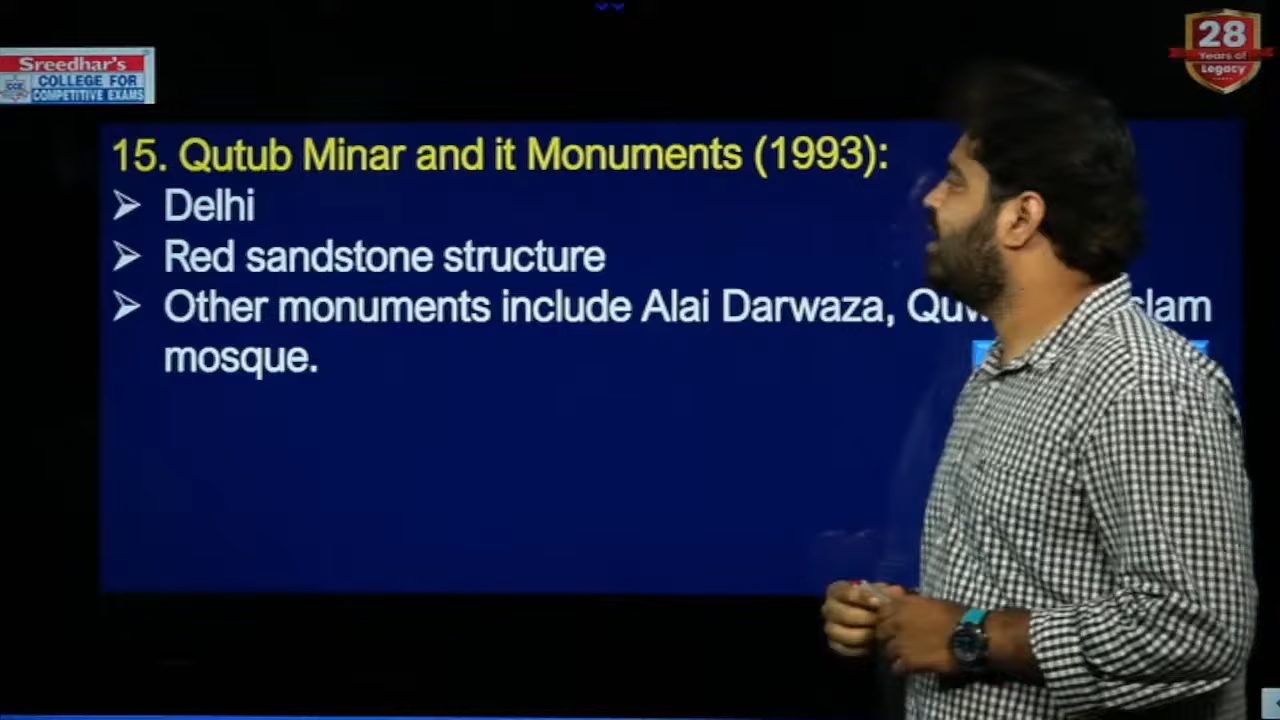 Sreedhar's
COLLEGE FOR
COMPETITIVE EXAMS
28
Years of
Legacy
15. Qutub Minar and it Monuments (1993):
➢ Delhi
➢ Red sandstone structure
➢ Other monuments include Alai Darwaza,
mosque.